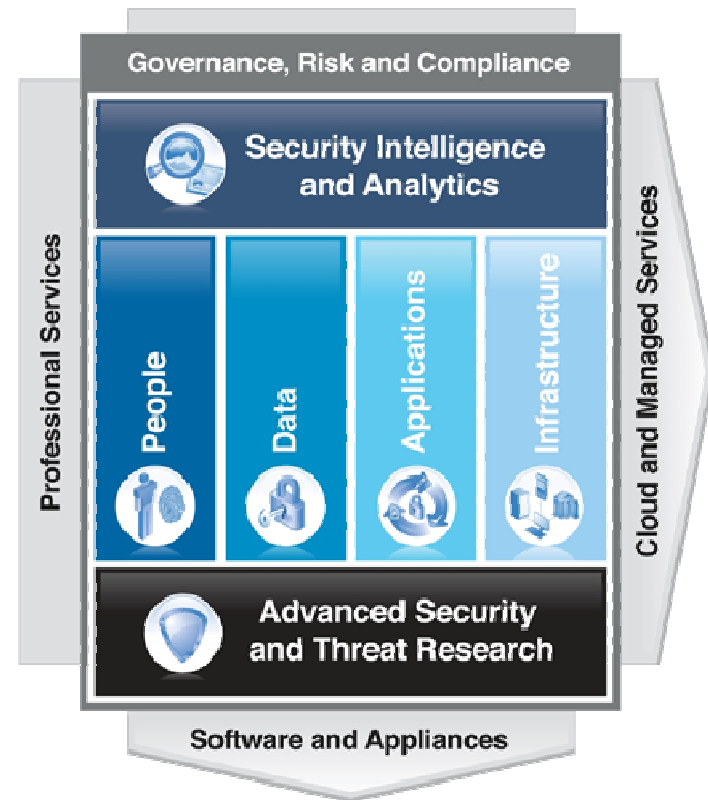 Governance, Risk and Compliance
Security Intelligence
and Analytics
Professional Services
People
Data
Applications
Infrastructure
Cloud and Managed Services
Advanced Security
and Threat Research
Software and Appliances